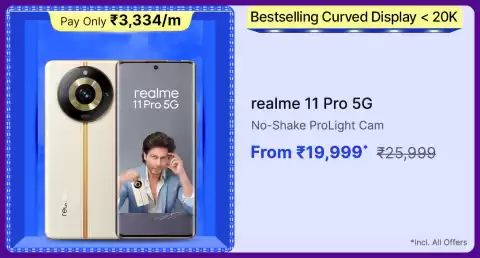 Pay Only ₹3,334/m
Bestselling Curved Display < 20K
realme
11 Pro 5G
realme 11 Pro 5G
No-Shake ProLight Cam
From ₹19,999* ₹25,999
*Incl. All Offers